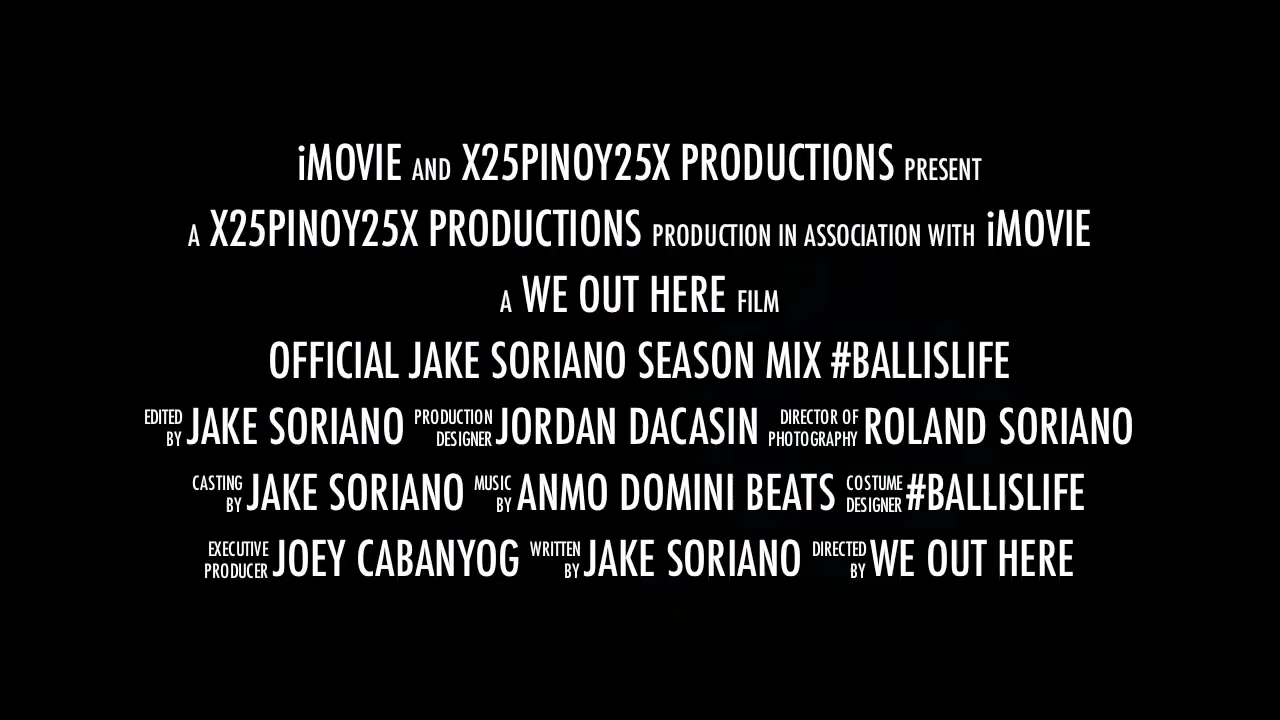 iMOVIE AND X25PINOY25X PRODUCTIONS PRESENT
A X25PINOY25X PRODUCTIONS PRODUCTION IN ASSOCIATION WITH iMOVIE
A WE OUT HERE FILM
OFFICIAL JAKE SORIANO SEASON MIX #BALLISLIFE
EDITED BY JAKE SORIANO PRODUCTION DESIGNER JORDAN DACASIN DIRECTOR OF PHOTOGRAPHY ROLAND SORIANO
CASTING BY JAKE SORIANO MUSIC BY ANMO DOMINI BEATS COSTUME DESIGNER #BALLISLIFE
EXECUTIVE PRODUCER JOEY CABANYOG WRITTEN BY JAKE SORIANO DIRECTED BY WE OUT HERE